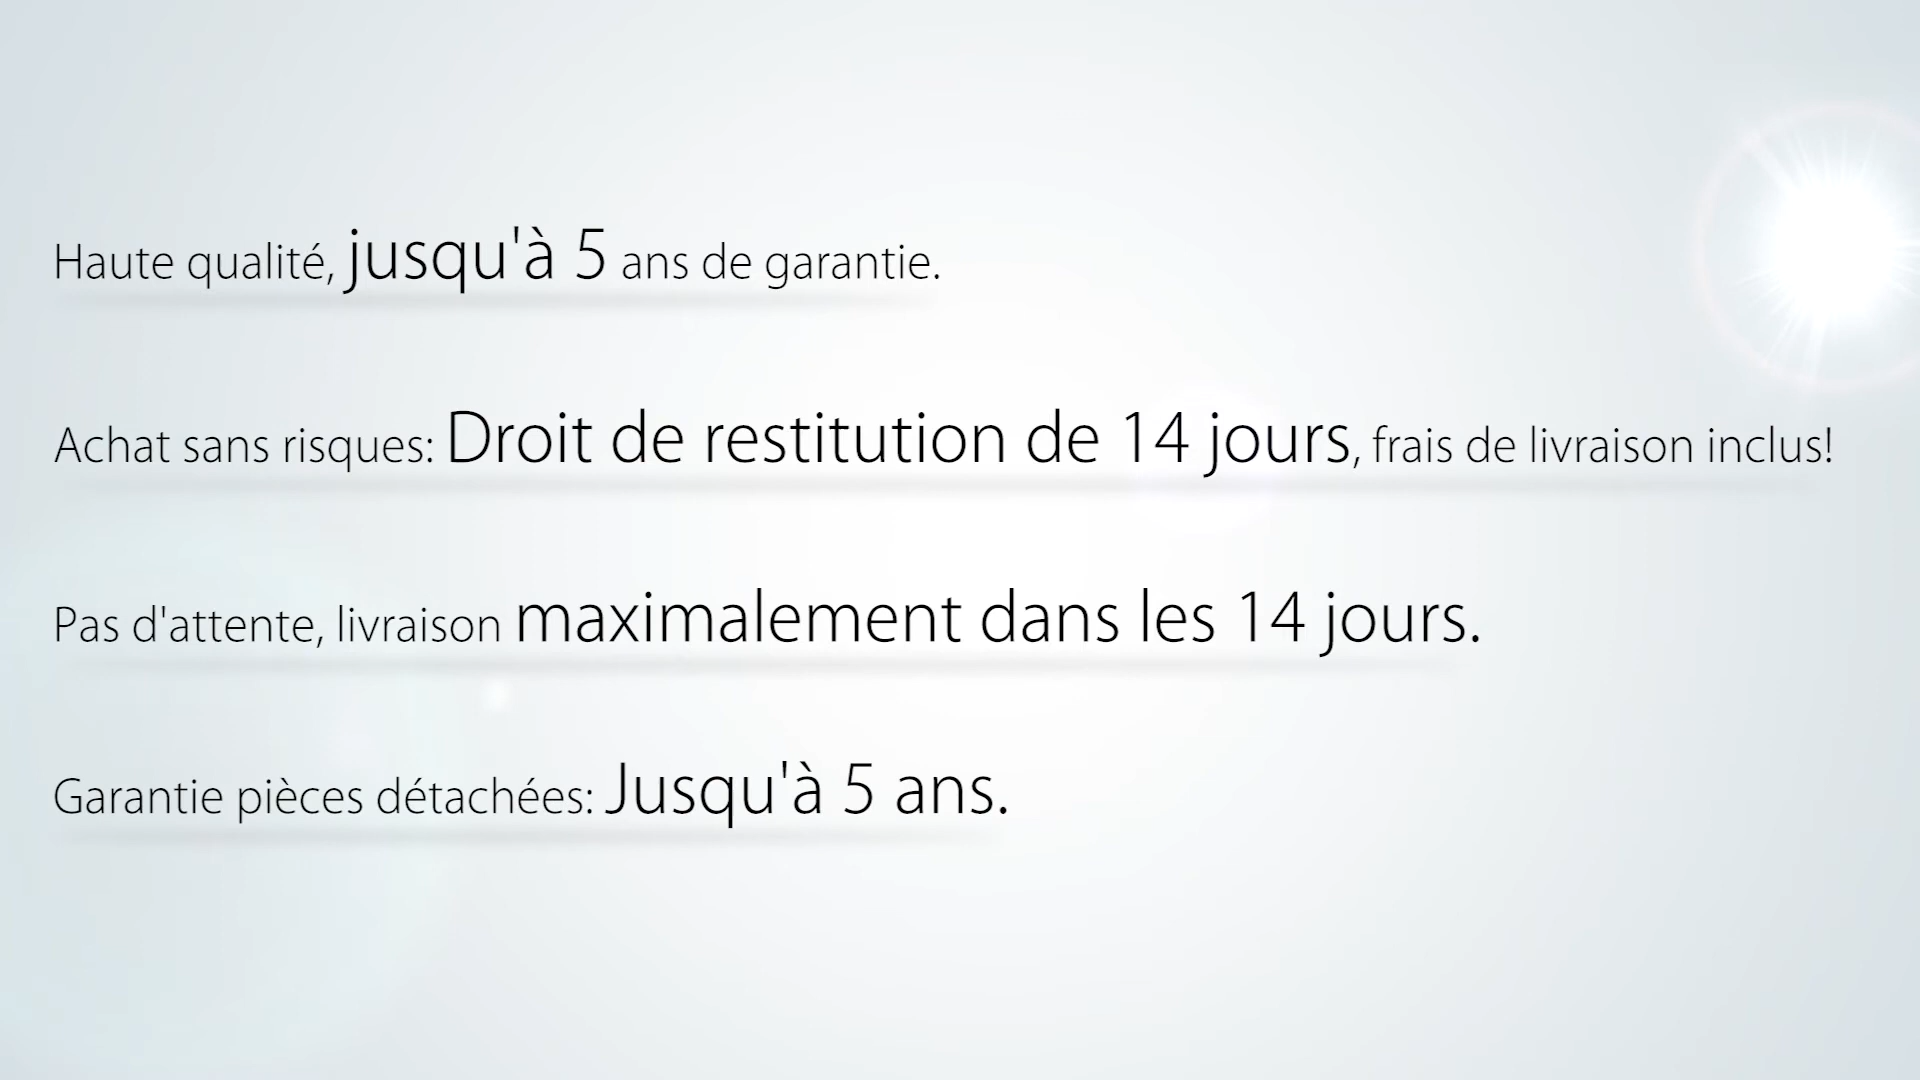 Haute qualité, jusqu'à 5 ans de garantie.
Achat sans risques: Droit de restitution de 14 jours, frais de livraison inclus!
Pas d'attente, livraison maximalement dans les 14 jours.
Garantie pièces détachées: Jusqu'à 5 ans.